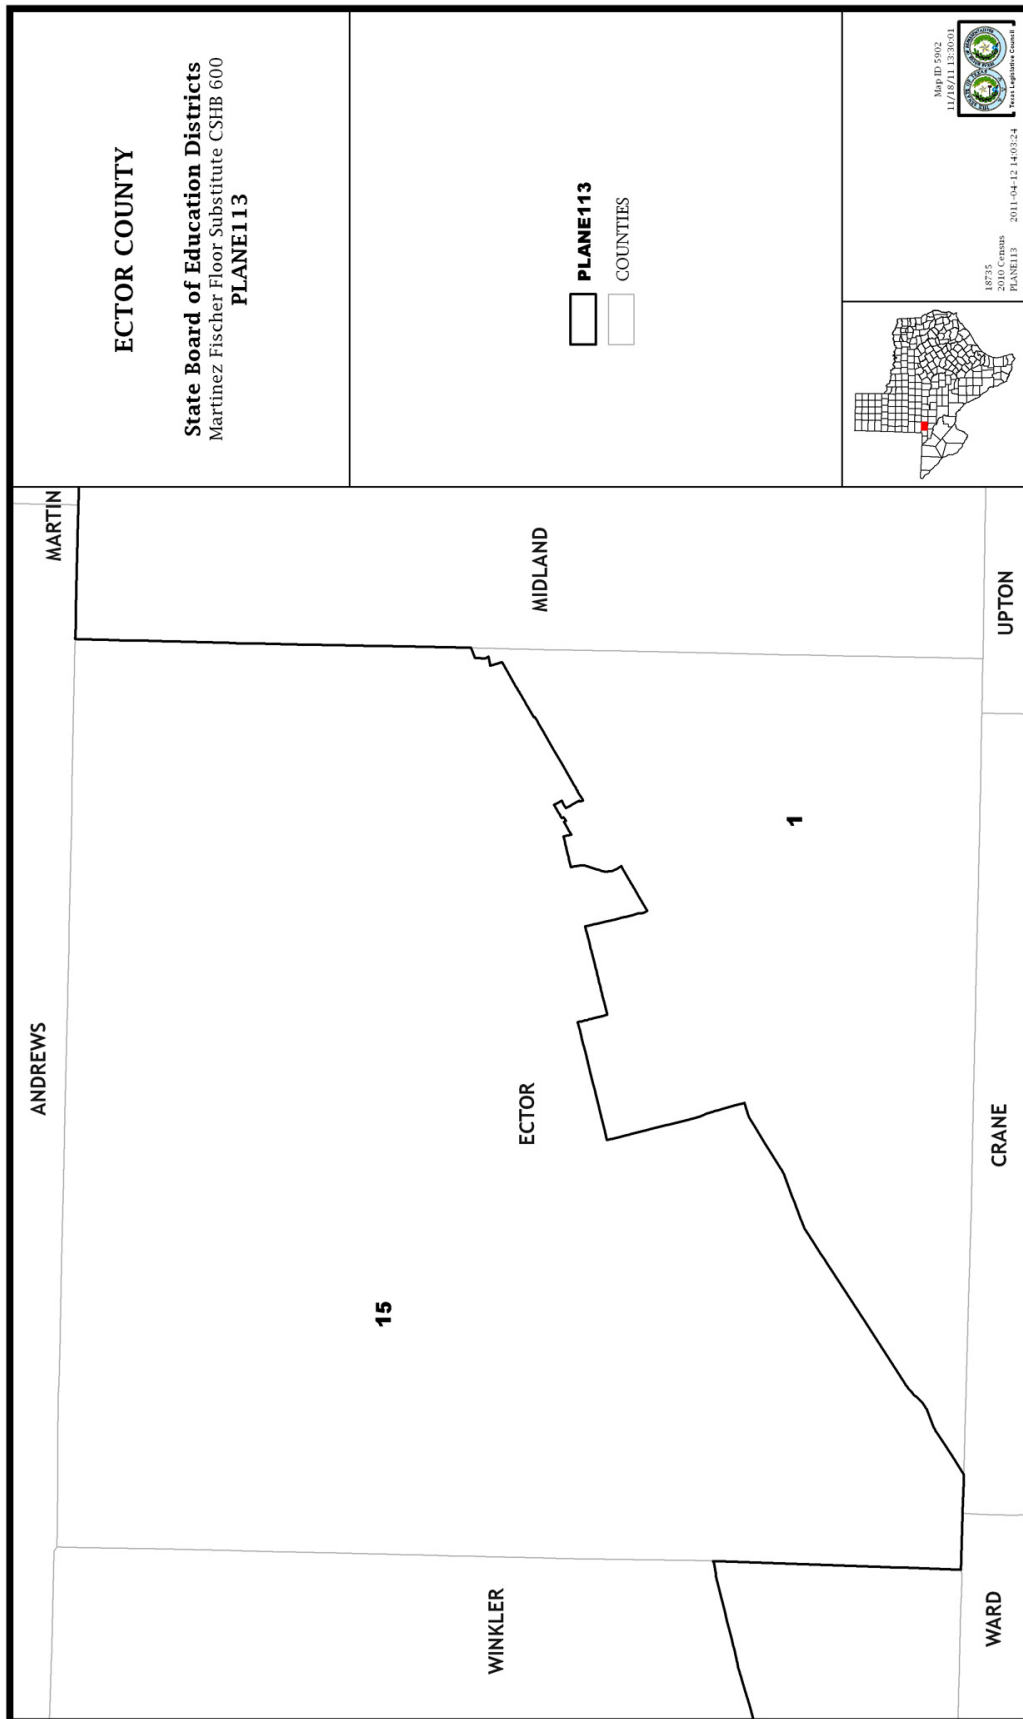 ECTOR COUNTY
State Board of Education Districts
Martinez Fischer Floor Substitute CSHB 600
PLANE113
PLANE113
COUNTIES
Map ID 5902
11/18/11 13:30:01
Texas Legislative Council
18735
2010 Census
PLANE113 2011-04-12 14:03:24
ANDREWS
MARTIN
WINKLER
15
ECTOR
MIDLAND
1
WARD
CRANE
UPTON